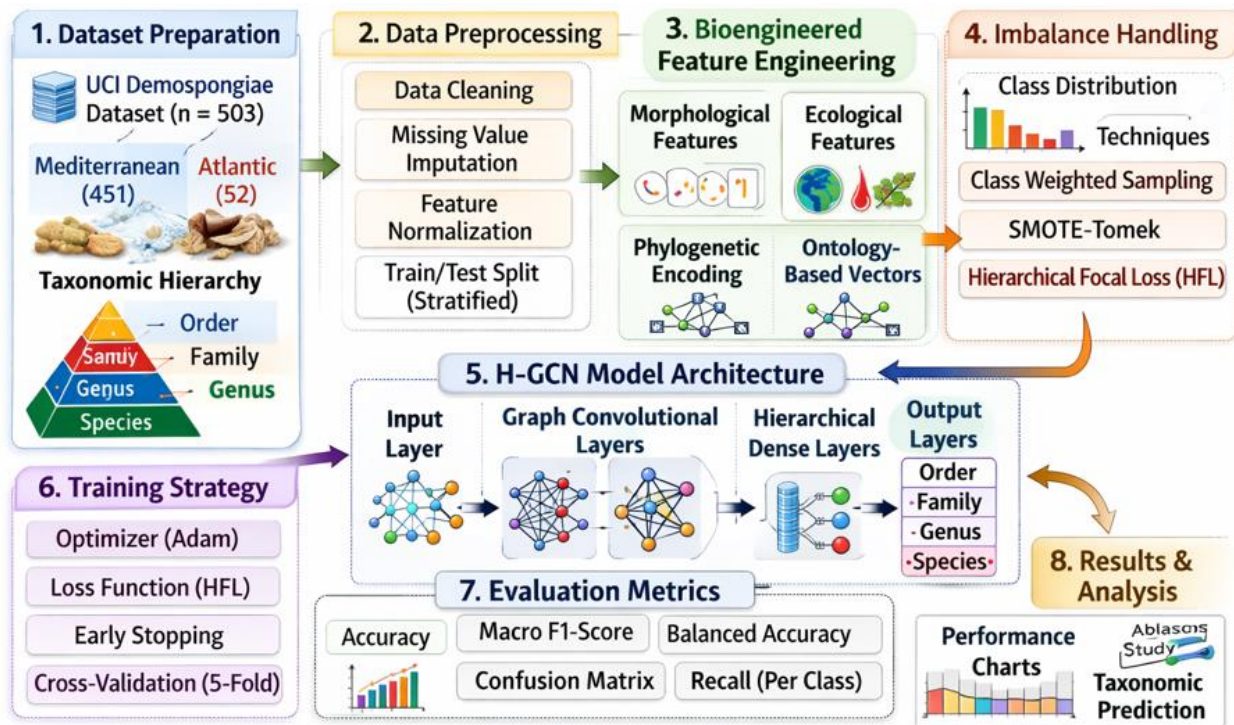 1. Dataset Preparation
UCI Demospongiae
Dataset (n = 503)
Mediterranean
(451)
Atlantic
(52)
Taxonomic Hierarchy
Order
Family
Genus
Genus
Species
2. Data Preprocessing
Data Cleaning
Missing Value
Imputation
Feature
Normalization
Train/Test Split
(Stratified)
3. Bioengineered
Feature Engineering
Morphological
Features
Ecological
Features
Phylogenetic
Encoding
Ontology-
Based Vectors
4. Imbalance Handling
Class Distribution
Techniques
Class Weighted Sampling
SMOTE-Tomek
Hierarchical Focal Loss (HFL)
5. H-GCN Model Architecture
Input
Layer
Graph Convolutional
Layers
Hierarchical
Dense Layers
Output
Layers
Order
Family
Genus
Species
6. Training Strategy
Optimizer (Adam)
Loss Function (HFL)
Early Stopping
Cross-Validation (5-Fold)
7. Evaluation Metrics
Accuracy
Macro F1-Score
Balanced Accuracy
Confusion Matrix
Recall (Per Class)
8. Results &
Analysis
Performance
Charts
Study
Taxonomic
Prediction